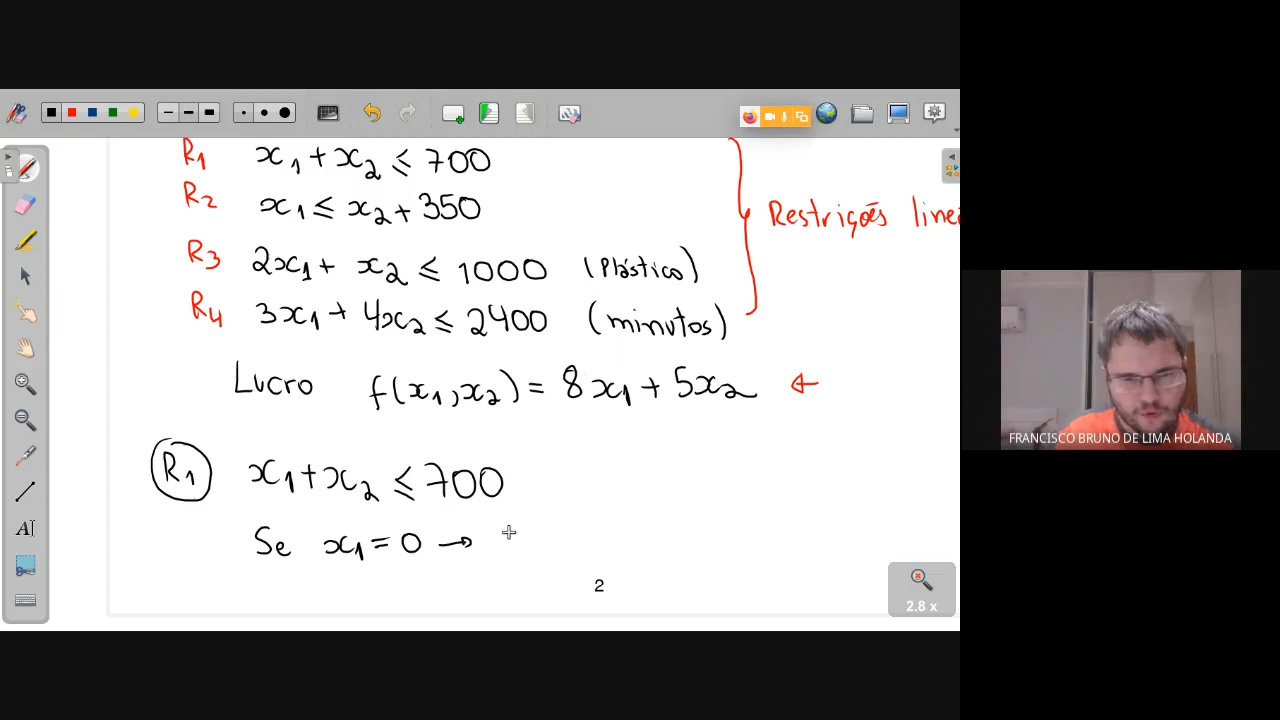 R1 x1 + x2 ≤ 700
R2 x1 ≤ x2 + 350
R3 2x1 + x2 ≤ 1000 (Plástico)
R4 3x1 + 4x2 ≤ 2400 (minutos)
Restrições
Lucro f(x1, x2) = 8x1 + 5x2 ←
R1 x1 + x2 ≤ 700
Se x1 = 0 →
2
2.8 x
FRANCISCO BRUNO DE LIMA HOLANDA